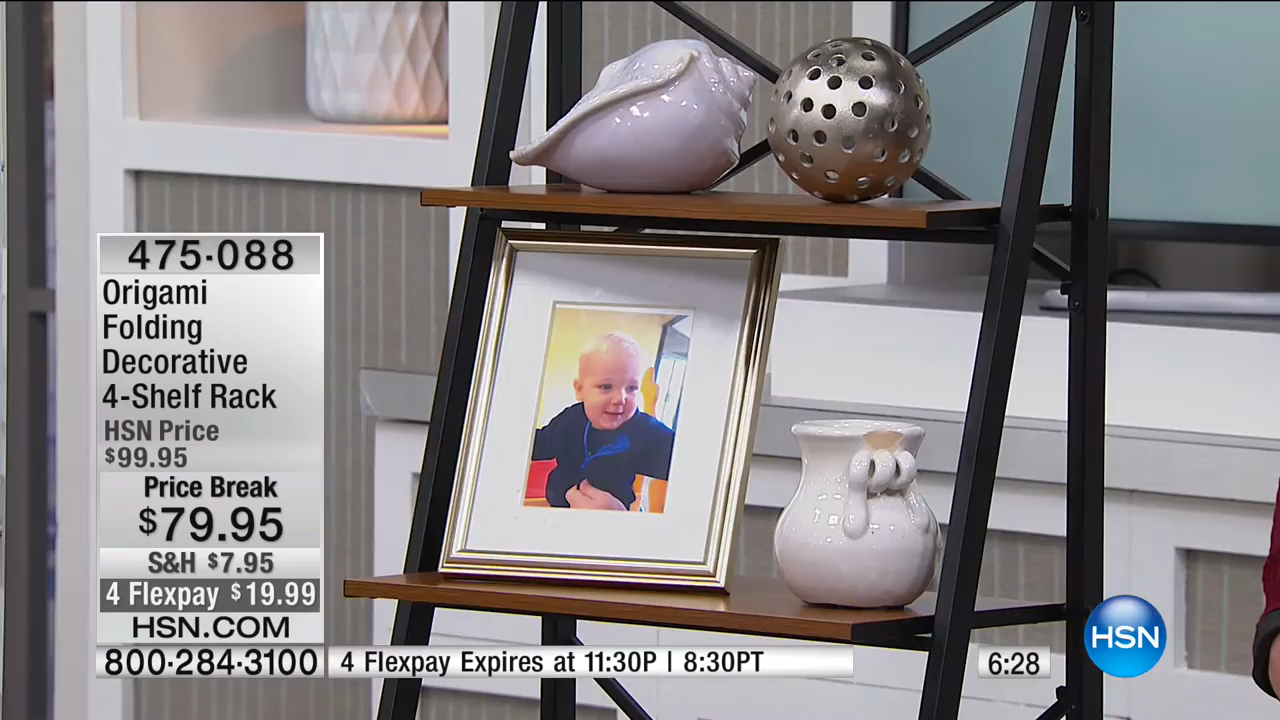 475·088
Origami
Folding
Decorative
4-Shelf Rack
HSN Price
$99.95
Price Break
$79.95
S&H $7.95
4 Flexpay $19.99
HSN.COM
800·284·3100
4 Flexpay Expires at 11:30P | 8:30PT
6:28
HSN